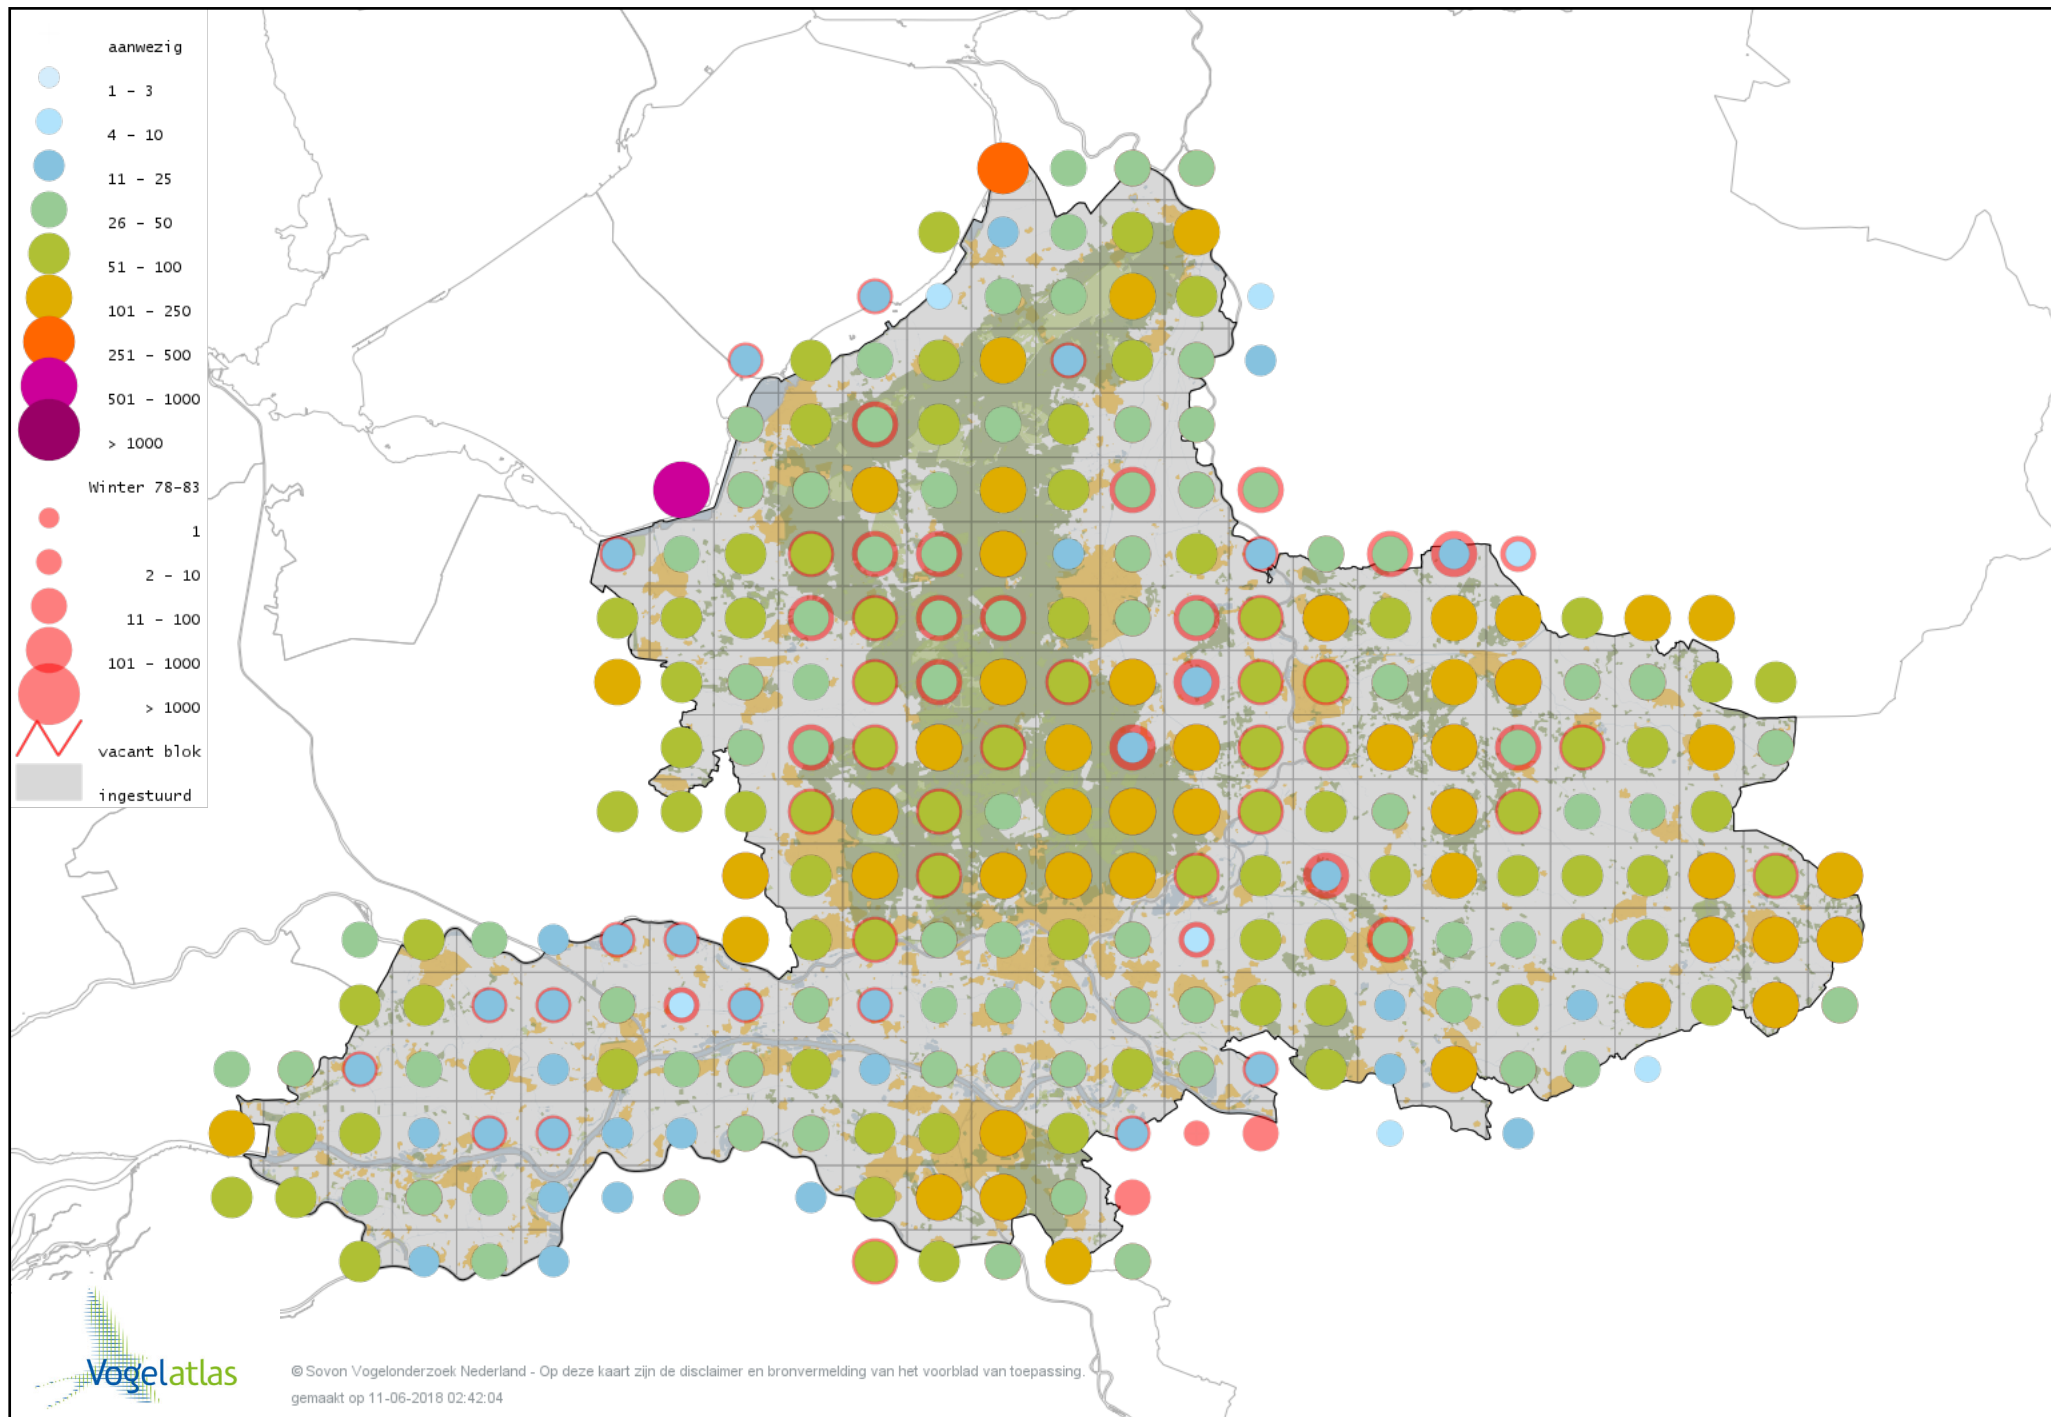 aanwezig
1 - 3
4 - 10
11 - 25
26 - 50
51 - 100
101 - 250
251 - 500
501 - 1000
> 1000
Winter 78-83
1
2 - 10
11 - 100
101 - 1000
> 1000
vacant blok
ingestuurd
Vogelatlas
© Sovon Vogelonderzoek Nederland - Op deze kaart zijn de disclaimer en bronvermelding van het voorblad van toepassing.
gemaakt op 11-06-2018 02:42:04